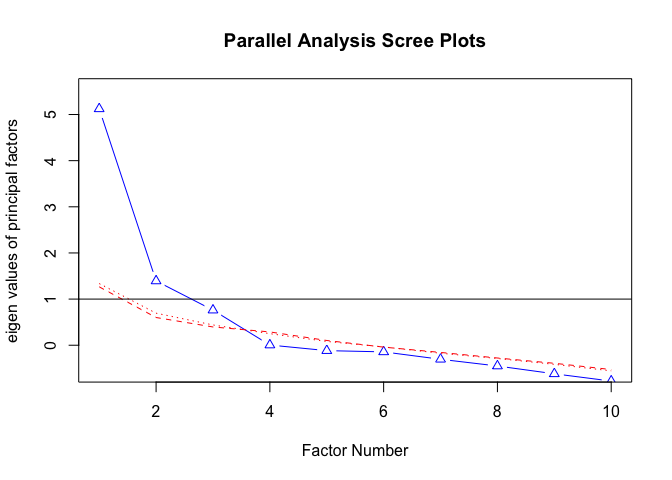 Parallel Analysis Scree Plots
eigen values of principal factors
5
4
3
2
1
0
2 4 6 8 10
Factor Number